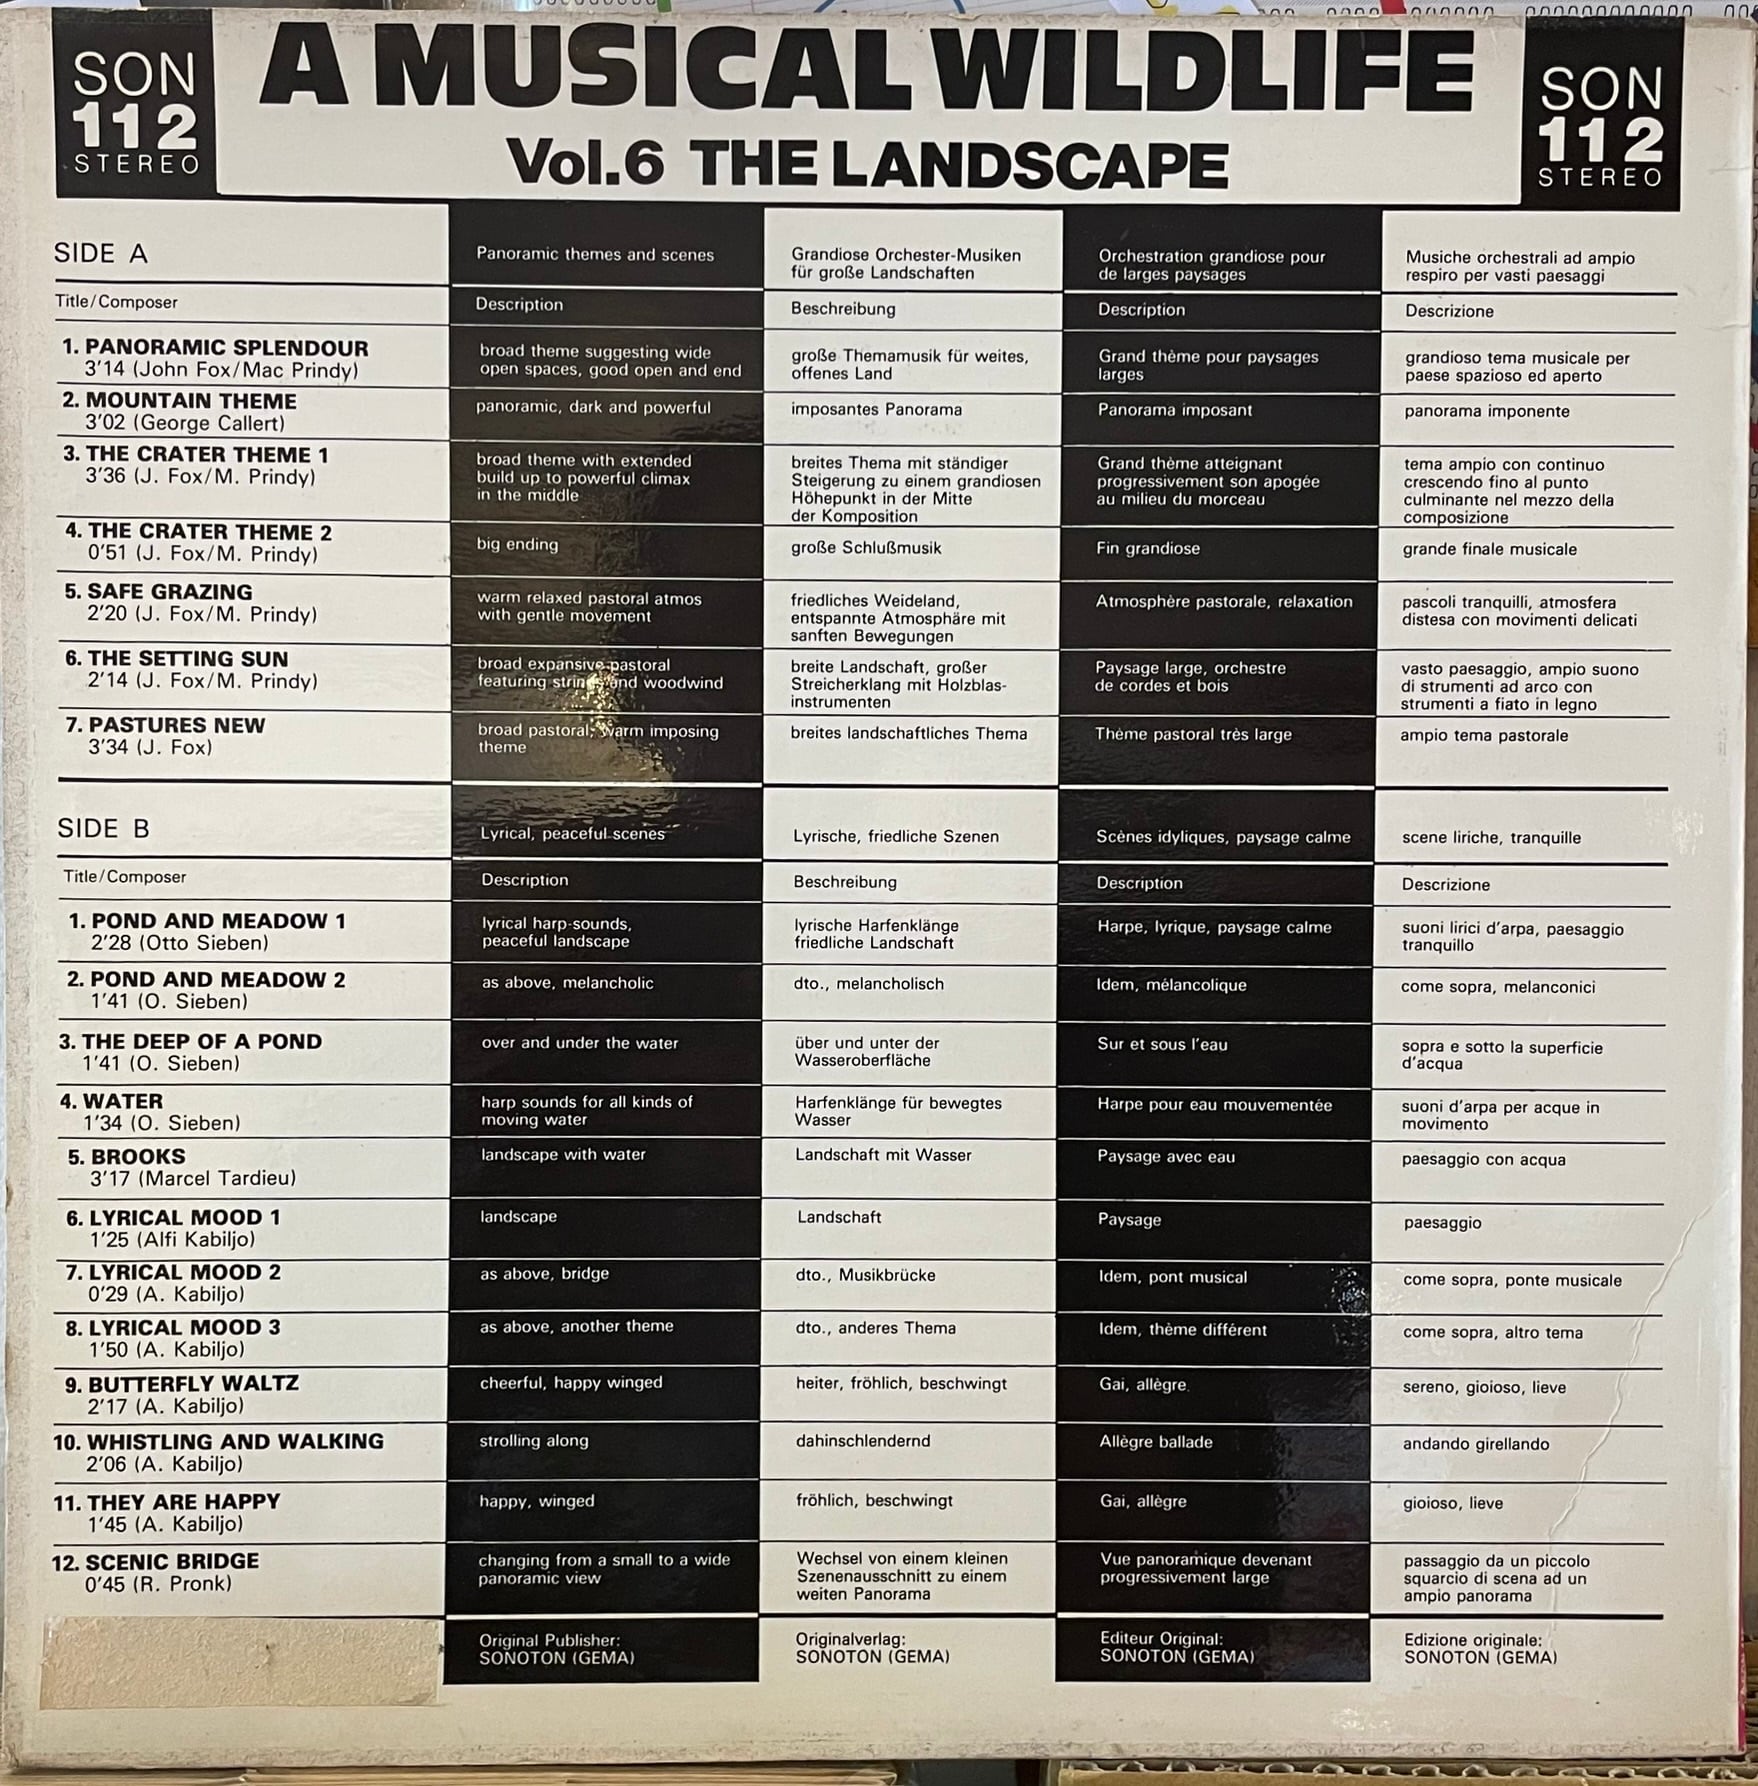 SON
112
STEREO
A MUSICAL WILDLIFE
Vol.6 THE LANDSCAPE
SON
112
STEREO
SIDE A
Panoramic themes and scenes
Grandiose Orchester-Musiken
für große Landschaften
Orchestration grandiose pour
de larges paysages
Musiche orchestrali ad ampio
respiro per vasti paesaggi
Title/Composer
Description
Beschreibung
Description
Descrizione
1. PANORAMIC SPLENDOUR
3'14 (John Fox/Mac Prindy)
broad theme suggesting wide
open spaces, good open and end
große Themamusik für weites,
offenes Land
Grand thème pour paysages
larges
grandioso tema musicale per
paese spazioso ed aperto
2. MOUNTAIN THEME
3'02 (George Callert)
panoramic, dark and powerful
imposantes Panorama
Panorama imposant
panorama imponente
3. THE CRATER THEME 1
3'36 (J. Fox/M. Prindy)
broad theme with extended
build up to powerful climax
in the middle
breites Thema mit ständiger
Steigerung zu einem grandiosen
Höhepunkt in der Mitte
der Komposition
Grand thème atteignant
progressivement son apogée
au milieu du morceau
tema ampio con continuo
crescendo fino al punto
culminante nel mezzo della
composizione
4. THE CRATER THEME 2
0'51 (J. Fox/M. Prindy)
big ending
große Schlußmusik
Fin grandiose
grande finale musicale
5. SAFE GRAZING
2'20 (J. Fox/M. Prindy)
warm relaxed pastoral atmos
with gentle movement
friedliches Weideland,
entspannte Atmosphäre mit
sanften Bewegungen
Atmosphère pastorale, relaxation
pascoli tranquilli, atmosfera
distesa con movimenti delicati
6. THE SETTING SUN
2'14 (J. Fox/M. Prindy)
broad expansive pastoral
featuring strings and woodwind
breite Landschaft, großer
Streicherklang mit Holzblas-
instrumenten
Paysage large, orchestre
de cordes et bois
vasto paesaggio, ampio suono
di strumenti ad arco con
strumenti a fiato in legno
7. PASTURES NEW
3'34 (J. Fox)
broad pastoral, warm imposing
theme
breites landschaftliches Thema
Thème pastoral très large
ampio tema pastorale
SIDE B
Lyrical, peaceful scenes
Lyrische, friedliche Szenen
Scènes idyliques, paysage calme
scene liriche, tranquille
Title/Composer
Description
Beschreibung
Description
Descrizione
1. POND AND MEADOW 1
2'28 (Otto Sieben)
lyrical harp-sounds,
peaceful landscape
lyrische Harfenklänge
friedliche Landschaft
Harpe, lyrique, paysage calme
suoni lirici d'arpa, paesaggio
tranquillo
2. POND AND MEADOW 2
1'41 (O. Sieben)
as above, melancholic
dto., melancholisch
Idem, mélancolique
come sopra, melanconici
3. THE DEEP OF A POND
1'41 (O. Sieben)
over and under the water
über und unter der
Wasseroberfläche
Sur et sous l'eau
sopra e sotto la superficie
d'acqua
4. WATER
1'34 (O. Sieben)
harp sounds for all kinds of
moving water
Harfenklänge für bewegtes
Wasser
Harpe pour eau mouvementée
suoni d'arpa per acque in
movimento
5. BROOKS
3'17 (Marcel Tardieu)
landscape with water
Landschaft mit Wasser
Paysage avec eau
paesaggio con acqua
6. LYRICAL MOOD 1
1'25 (Alfi Kabiljo)
landscape
Landschaft
Paysage
paesaggio
7. LYRICAL MOOD 2
0'29 (A. Kabiljo)
as above, bridge
dto., Musikbrücke
Idem, pont musical
come sopra, ponte musicale
8. LYRICAL MOOD 3
1'50 (A. Kabiljo)
as above, another theme
dto., anderes Thema
Idem, thème différent
come sopra, altro tema
9. BUTTERFLY WALTZ
2'17 (A. Kabiljo)
cheerful, happy winged
heiter, fröhlich, beschwingt
Gai, allègre
sereno, gioioso, lieve
10. WHISTLING AND WALKING
2'06 (A. Kabiljo)
strolling along
dahinschlendernd
Allègre ballade
andando girellando
11. THEY ARE HAPPY
1'45 (A. Kabiljo)
happy, winged
fröhlich, beschwingt
Gai, allègre
gioioso, lieve
12. SCENIC BRIDGE
0'45 (R. Pronk)
changing from a small to a wide
panoramic view
Wechsel von einem kleinen
Szenenausschnitt zu einem
weiten Panorama
Vue panoramique devenant
progressivement large
passaggio da un piccolo
squarcio di scena ad un
ampio panorama
Original Publisher:
SONOTON (GEMA)
Originalverlag:
SONOTON (GEMA)
Editeur Original:
SONOTON (GEMA)
Edizione originale:
SONOTON (GEMA)